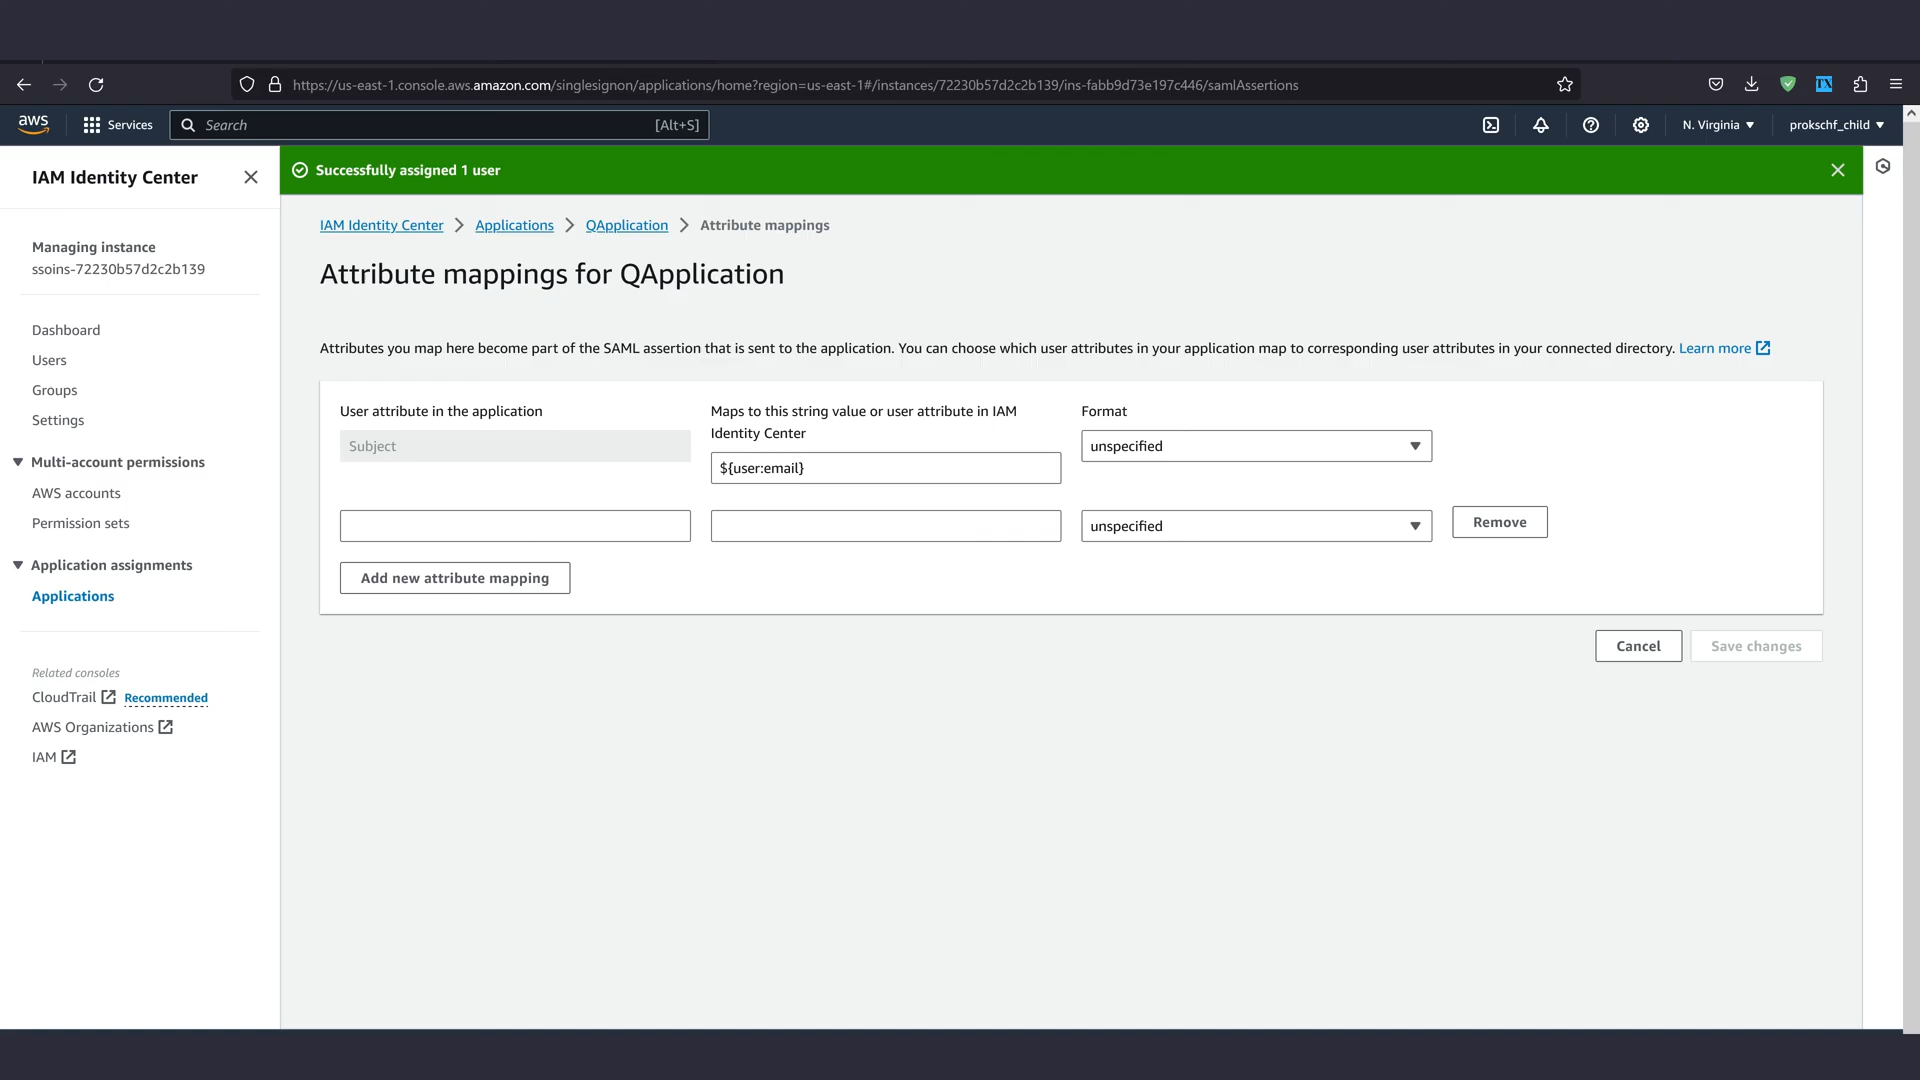 https://us-east-1.console.aws.amazon.com/singlesignon/applications/home?region=us-east-1#/instances/72230b57d2c2b139/ins-fabb9d73e197c446/samlAssertions
aws
Services
Search
[Alt+S]
N. Virginia
prokschf_child
IAM Identity Center
Successfully assigned 1 user
Managing instance
ssoins-72230b57d2c2b139
Dashboard
Users
Groups
Settings
Multi-account permissions
AWS accounts
Permission sets
Application assignments
Applications
Related consoles
CloudTrail Recommended
AWS Organizations
IAM
IAM Identity Center > Applications > QApplication > Attribute mappings
Attribute mappings for QApplication
Attributes you map here become part of the SAML assertion that is sent to the application. You can choose which user attributes in your application map to corresponding user attributes in your connected directory. Learn more
User attribute in the application
Subject
Maps to this string value or user attribute in IAM
Identity Center
${user:email}
Format
unspecified
unspecified
Remove
Add new attribute mapping
Cancel
Save changes